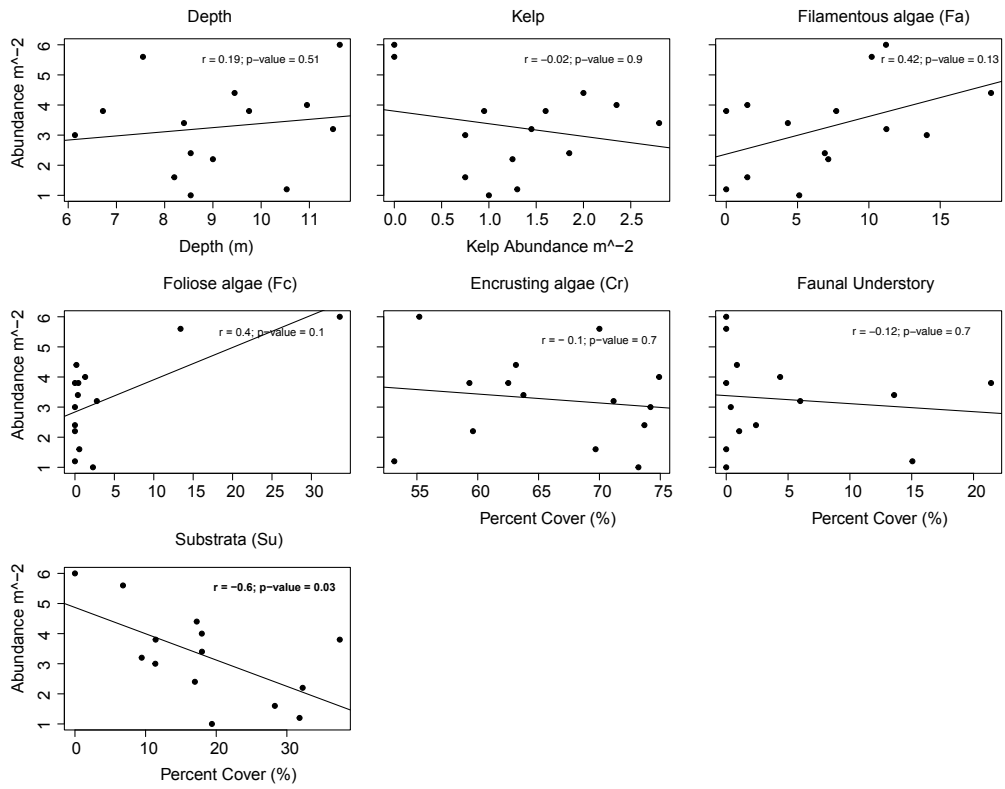 Depth
Kelp
Filamentous algae (Fa)
Abundance m^−2
1 2 3 4 5 6
r = 0.19; p−value = 0.51
r = −0.02; p−value = 0.9
r = 0.42; p−value = 0.13
6 7 8 9 10 11
0.0 0.5 1.0 1.5 2.0 2.5
0 5 10 15
Depth (m)
Kelp Abundance m^−2
Foliose algae (Fc)
Encrusting algae (Cr)
Faunal Understory
Abundance m^−2
1 2 3 4 5 6
r = 0.4; p−value = 0.1
r = − 0.1; p−value = 0.7
r = −0.12; p−value = 0.7
0 5 10 15 20 25 30
55 60 65 70 75
0 5 10 15 20
Percent Cover (%)
Percent Cover (%)
Substrata (Su)
Abundance m^−2
1 2 3 4 5 6
r = −0.6; p−value = 0.03
0 10 20 30
Percent Cover (%)